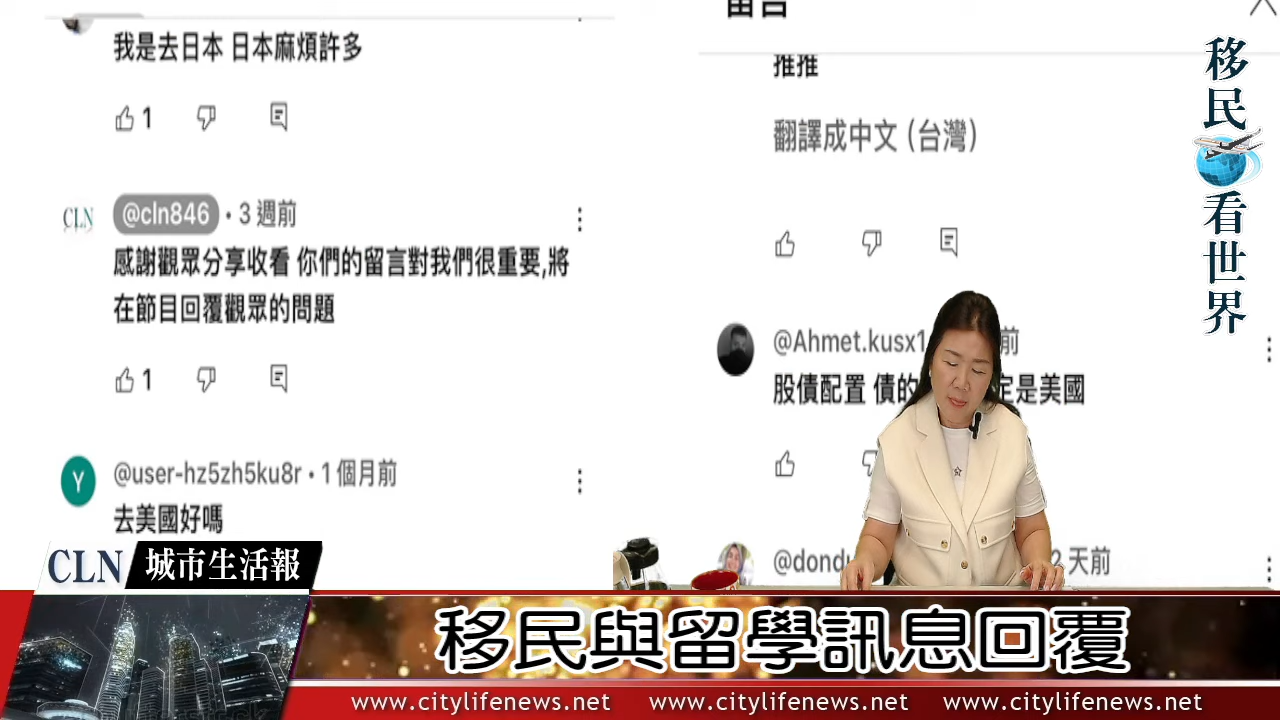 我是去日本 日本麻煩許多
1
CLN
@cln846 • 3 週前
感謝觀眾分享收看 你們的留言對我們很重要,將
在節目回覆觀眾的問題
1
Y
@user-hz5zh5ku8r • 1 個月前
去美國好嗎
留言
推推
翻譯成中文 (台灣)
@Ahmet.kusx1 前
股債配置 債的 定是美國
@dond 2 天前
移民看世界
CLN 城市生活報
移民與留學訊息回覆
www.citylifenews.net www.citylifenews.net www.citylifenews.net